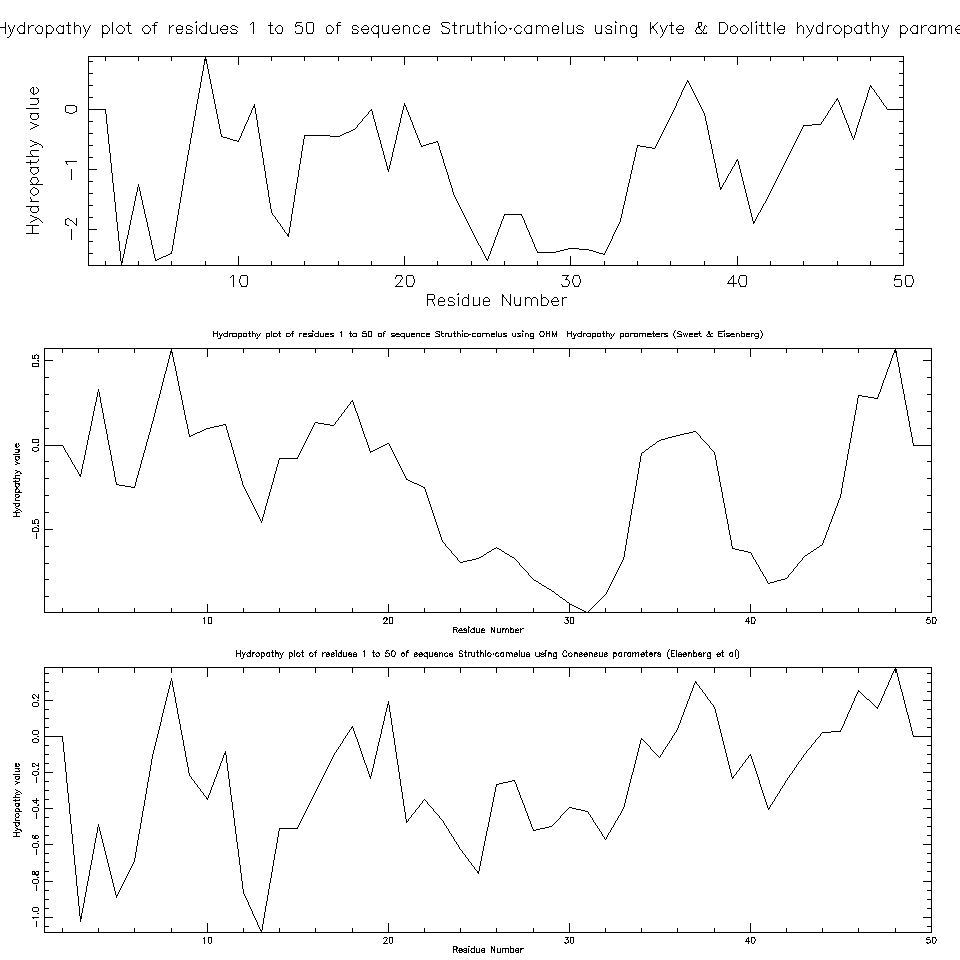 Hydropathy plot of residues 1 to 50 of sequence Struthio-camelus using Kyte & Doolittle hydropathy parame
Hydropathy value
0
-1
-2
10 20 30 40 50
Residue Number
Hydropathy plot of residues 1 to 50 of sequence Struthio-camelus using OHM Hydropathy parameters (Sweet & Eisenberg)
Hydropathy value
0.5
0.0
-0.5
10 20 30 40 50
Residue Number
Hydropathy plot of residues 1 to 50 of sequence Struthio-camelus using Consensus parameters (Eisenberg et al)
Hydropathy value
0.2
0.0
-0.2
-0.4
-0.6
-0.8
-1.0
10 20 30 40 50
Residue Number